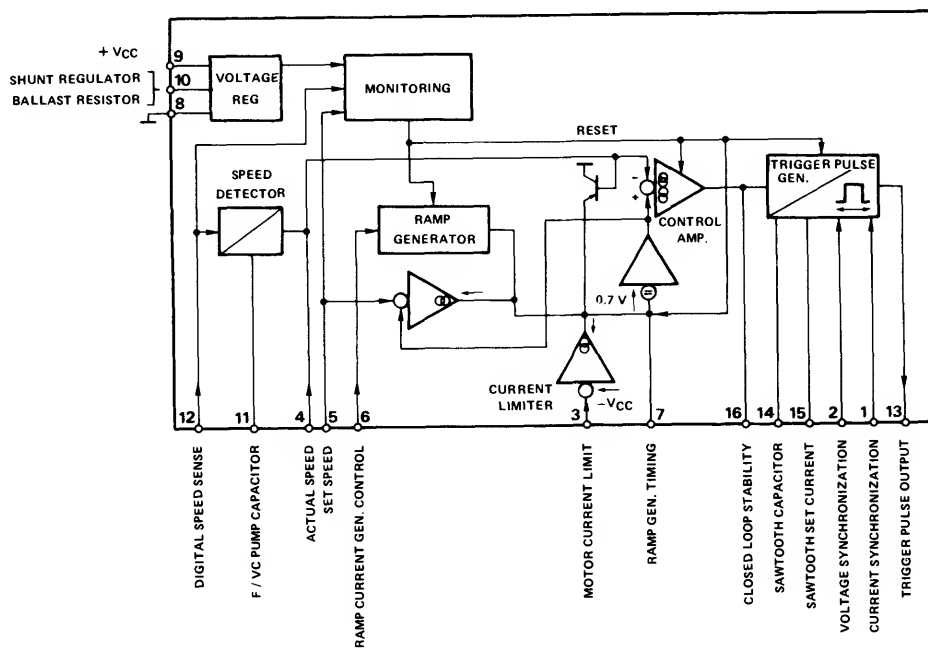 + VCC
9
SHUNT REGULATOR
10
BALLAST RESISTOR
8
VOLTAGE
REG
MONITORING
RESET
SPEED
DETECTOR
RAMP
GENERATOR
-
+
CONTROL
AMP.
TRIGGER PULSE
GEN.
0.7 V
=
CURRENT
LIMITER
-VCC
12
11
4
5
6
3
7
16
14
15
2
1
13
DIGITAL SPEED SENSE
F / VC PUMP CAPACITOR
ACTUAL SPEED
SET SPEED
RAMP CURRENT GEN. CONTROL
MOTOR CURRENT LIMIT
RAMP GEN. TIMING
CLOSED LOOP STABILITY
SAWTOOTH CAPACITOR
SAWTOOTH SET CURRENT
VOLTAGE SYNCHRONIZATION
CURRENT SYNCHRONIZATION
TRIGGER PULSE OUTPUT